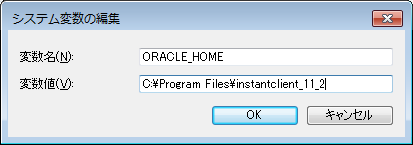 システム変数の編集
変数名(N): ORACLE_HOME
変数値(V): C:¥Program Files¥instantclient_11_2
OK キャンセル